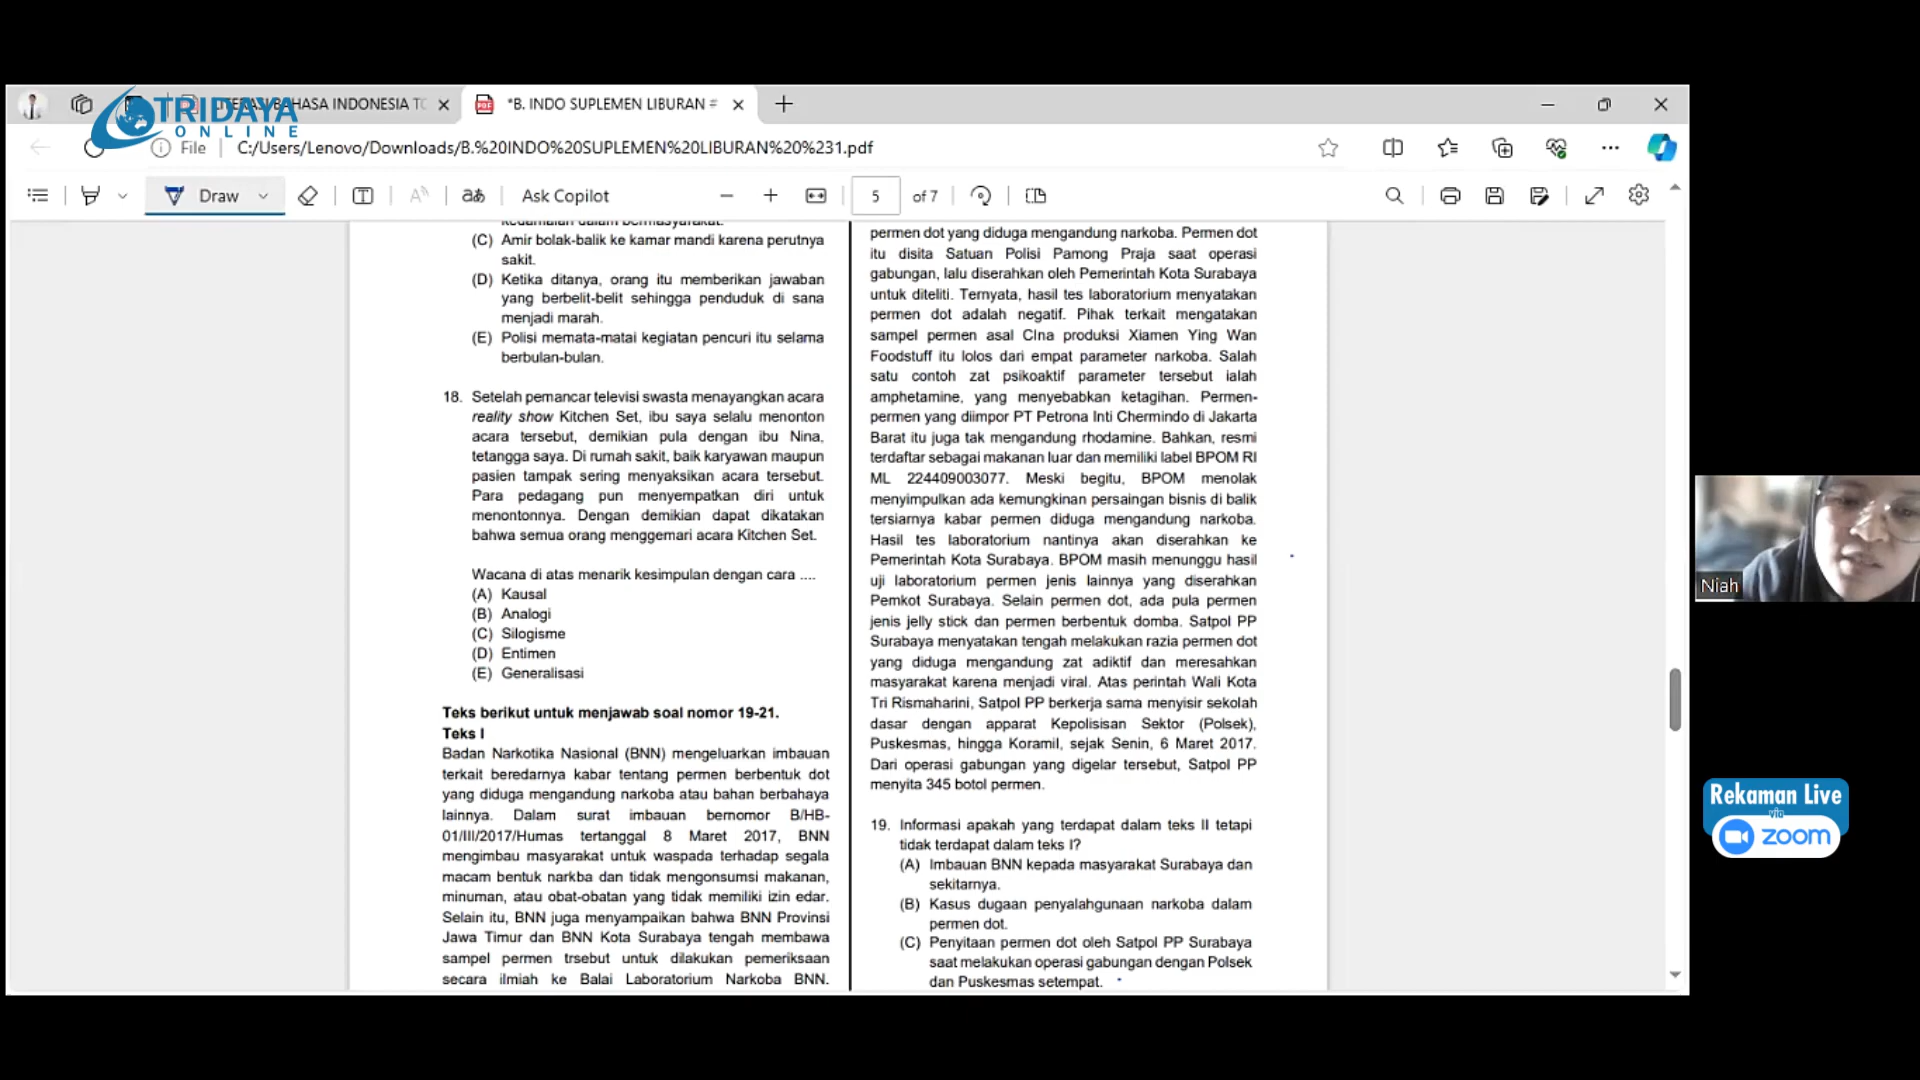 TRIDAYA
ONLINE
HASA INDONESIA TO
*B. INDO SUPLEMEN LIBURAN #
File
C:/Users/Lenovo/Downloads/B.%20INDO%20SUPLEMEN%20LIBURAN%20%231.pdf
Draw
Ask Copilot
5
of 7
kedamaian dalam bermasyarakat.
(C) Amir bolak-balik ke kamar mandi karena perutnya
sakit.
(D) Ketika ditanya, orang itu memberikan jawaban
yang berbelit-belit sehingga penduduk di sana
menjadi marah.
(E) Polisi memata-matai kegiatan pencuri itu selama
berbulan-bulan.
18. Setelah pemancar televisi swasta menayangkan acara
reality show Kitchen Set, ibu saya selalu menonton
acara tersebut, demikian pula dengan ibu Nina,
tetangga saya. Di rumah sakit, baik karyawan maupun
pasien tampak sering menyaksikan acara tersebut.
Para pedagang pun menyempatkan diri untuk
menontonnya. Dengan demikian dapat dikatakan
bahwa semua orang menggemari acara Kitchen Set.
Wacana di atas menarik kesimpulan dengan cara ....
(A) Kausal
(B) Analogi
(C) Silogisme
(D) Entimen
(E) Generalisasi
Teks berikut untuk menjawab soal nomor 19-21.
Teks I
Badan Narkotika Nasional (BNN) mengeluarkan imbauan
terkait beredarnya kabar tentang permen berbentuk dot
yang diduga mengandung narkoba atau bahan berbahaya
lainnya. Dalam surat imbauan bernomor B/HB-
01/III/2017/Humas tertanggal 8 Maret 2017, BNN
mengimbau masyarakat untuk waspada terhadap segala
macam bentuk narkba dan tidak mengonsumsi makanan,
minuman, atau obat-obatan yang tidak memiliki izin edar.
Selain itu, BNN juga menyampaikan bahwa BNN Provinsi
Jawa Timur dan BNN Kota Surabaya tengah membawa
sampel permen trsebut untuk dilakukan pemeriksaan
secara ilmiah ke Balai Laboratorium Narkoba BNN.
permen dot yang diduga mengandung narkoba. Permen dot
itu disita Satuan Polisi Pamong Praja saat operasi
gabungan, lalu diserahkan oleh Pemerintah Kota Surabaya
untuk diteliti. Ternyata, hasil tes laboratorium menyatakan
permen dot adalah negatif. Pihak terkait mengatakan
sampel permen asal CIna produksi Xiamen Ying Wan
Foodstuff itu lolos dari empat parameter narkoba. Salah
satu contoh zat psikoaktif parameter tersebut ialah
amphetamine, yang menyebabkan ketagihan. Permen-
permen yang diimpor PT Petrona Inti Chermindo di Jakarta
Barat itu juga tak mengandung rhodamine. Bahkan, resmi
terdaftar sebagai makanan luar dan memiliki label BPOM RI
ML 224409003077. Meski begitu, BPOM menolak
menyimpulkan ada kemungkinan persaingan bisnis di balik
tersiarnya kabar permen diduga mengandung narkoba.
Hasil tes laboratorium nantinya akan diserahkan ke
Pemerintah Kota Surabaya. BPOM masih menunggu hasil
uji laboratorium permen jenis lainnya yang diserahkan
Pemkot Surabaya. Selain permen dot, ada pula permen
jenis jelly stick dan permen berbentuk domba. Satpol PP
Surabaya menyatakan tengah melakukan razia permen dot
yang diduga mengandung zat adiktif dan meresahkan
masyarakat karena menjadi viral. Atas perintah Wali Kota
Tri Rismaharini, Satpol PP berkerja sama menyisir sekolah
dasar dengan apparat Kepolisisan Sektor (Polsek),
Puskesmas, hingga Koramil, sejak Senin, 6 Maret 2017.
Dari operasi gabungan yang digelar tersebut, Satpol PP
menyita 345 botol permen.
19. Informasi apakah yang terdapat dalam teks II tetapi
tidak terdapat dalam teks I?
(A) Imbauan BNN kepada masyarakat Surabaya dan
sekitarnya.
(B) Kasus dugaan penyalahgunaan narkoba dalam
permen dot.
(C) Penyitaan permen dot oleh Satpol PP Surabaya
saat melakukan operasi gabungan dengan Polsek
dan Puskesmas setempat.
Niah
Rekaman Live
via
zoom